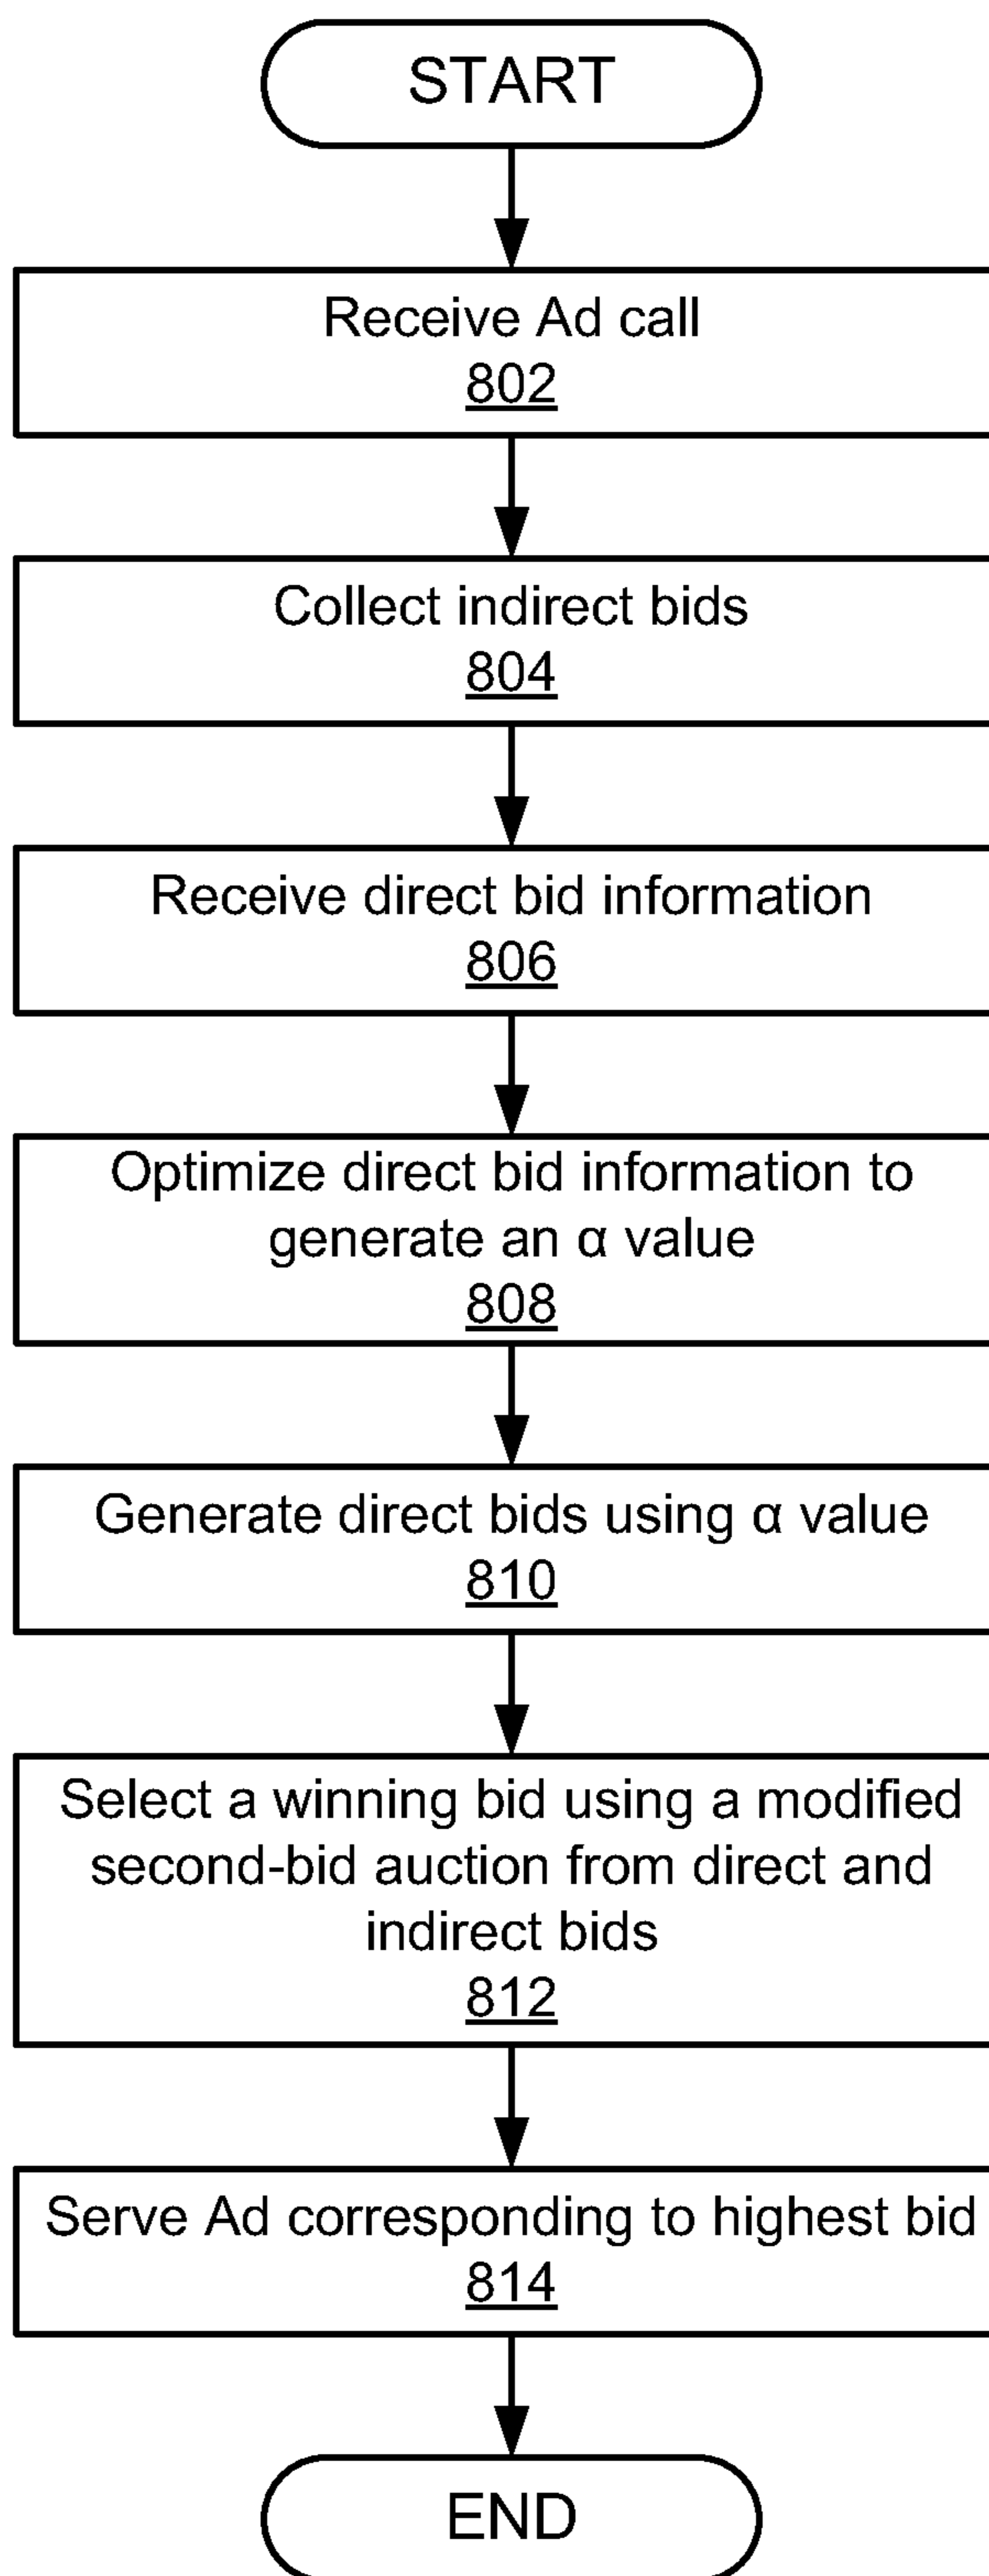 START
Receive Ad call
802
Collect indirect bids
804
Receive direct bid information
806
Optimize direct bid information to
generate an α value
808
Generate direct bids using α value
810
Select a winning bid using a modified
second-bid auction from direct and
indirect bids
812
Serve Ad corresponding to highest bid
814
END